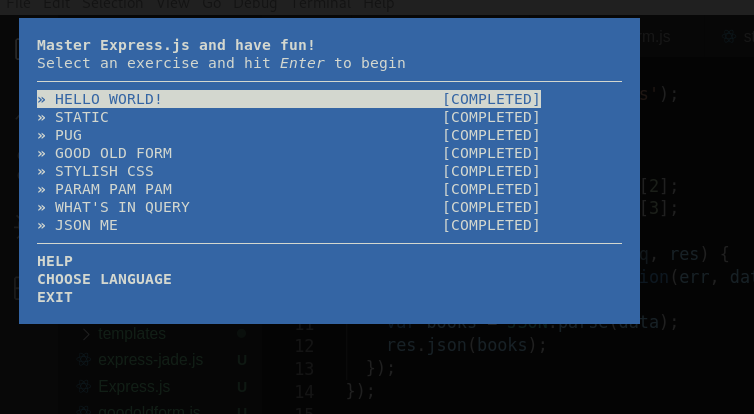 File Edit Selection View Go Debug Terminal Help
Master Express.js and have fun!
Select an exercise and hit Enter to begin
» HELLO WORLD! [COMPLETED]
» STATIC [COMPLETED]
» PUG [COMPLETED]
» GOOD OLD FORM [COMPLETED]
» STYLISH CSS [COMPLETED]
» PARAM PAM PAM [COMPLETED]
» WHAT'S IN QUERY [COMPLETED]
» JSON ME [COMPLETED]
HELP
CHOOSE LANGUAGE
EXIT
rm.js
s');
[2];
[3];
q, res) {
ion(err, dat
templates
express-jade.js U
Express.js U
goodoldform.js U
11 var books = JSON.parse(data);
12 res.json(books);
13 });
14 });
15